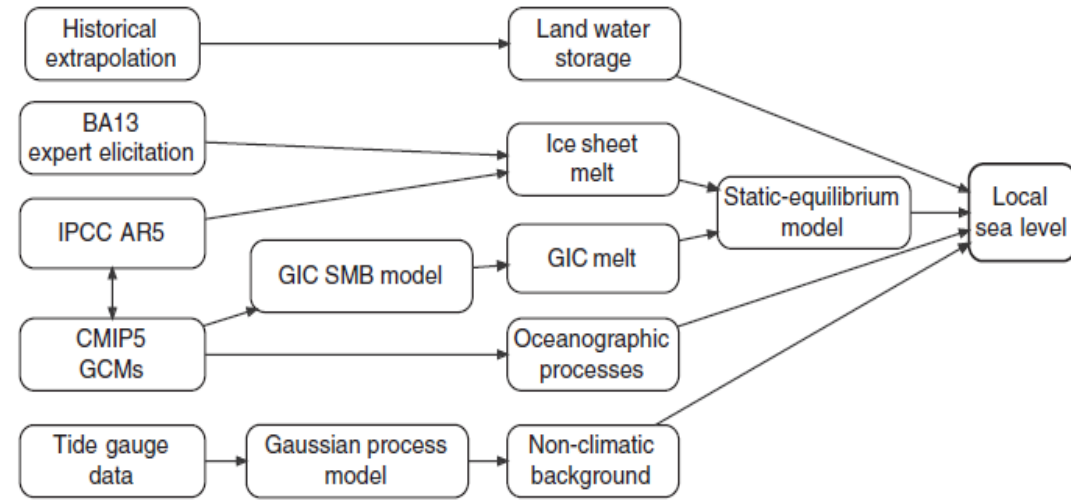 Historical
extrapolation
Land water
storage
BA13
expert elicitation
Ice sheet
melt
Static-equilibrium
model
Local
sea level
IPCC AR5
GIC SMB model
GIC melt
CMIP5
GCMs
Oceanographic
processes
Tide gauge
data
Gaussian process
model
Non-climatic
background